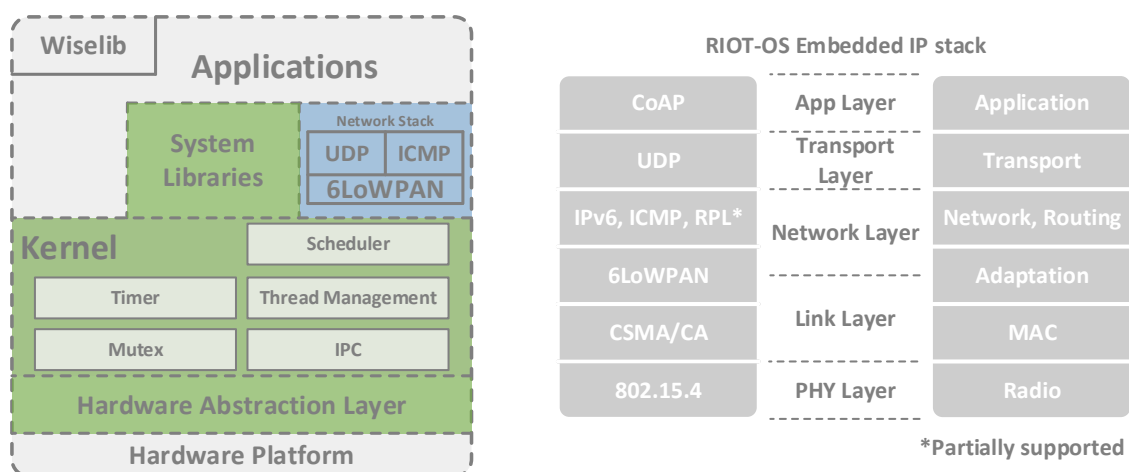 Wiselib
Applications
System
Libraries
Network Stack
UDP ICMP
6LoWPAN
Kernel
Scheduler
Timer
Thread Management
Mutex
IPC
Hardware Abstraction Layer
Hardware Platform
RIOT-OS Embedded IP stack
CoAP
App Layer
Application
UDP
Transport
Layer
Transport
IPv6, ICMP, RPL*
Network Layer
Network, Routing
6LoWPAN
Adaptation
CSMA/CA
Link Layer
MAC
802.15.4
PHY Layer
Radio
*Partially supported